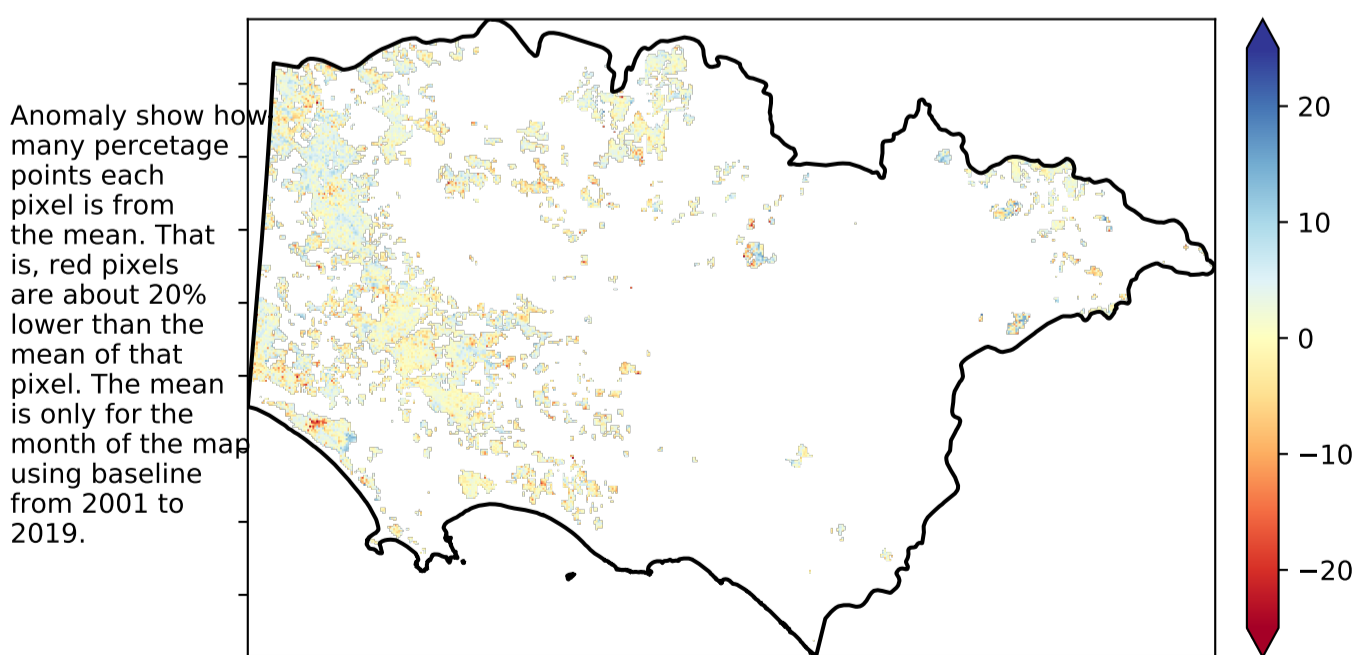 Anomaly show how
many percetage
points each
pixel is from
the mean. That
is, red pixels
are about 20%
lower than the
mean of that
pixel. The mean
is only for the
month of the map
using baseline
from 2001 to
2019.
20
10
0
−10
−20